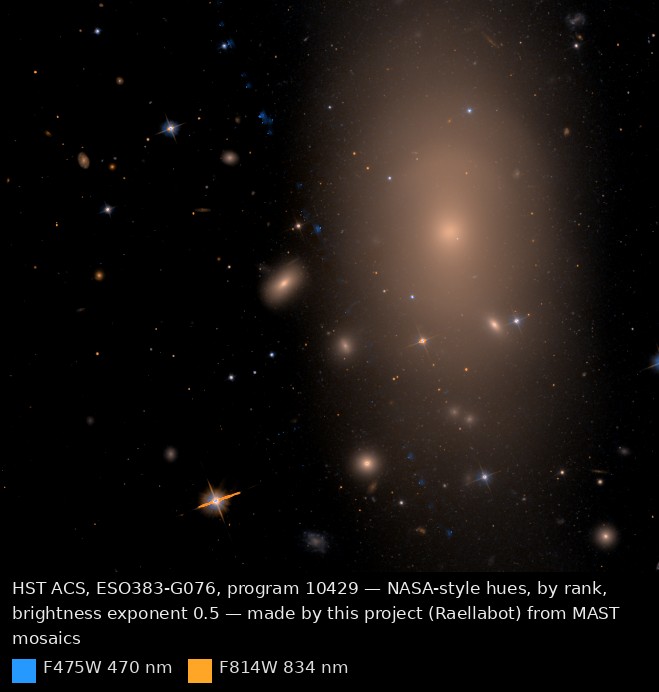 HST ACS, ESO383-G076, program 10429 — NASA-style hues, by rank,
brightness exponent 0.5 — made by this project (Raellabot) from MAST
mosaics
F475W 470 nm F814W 834 nm